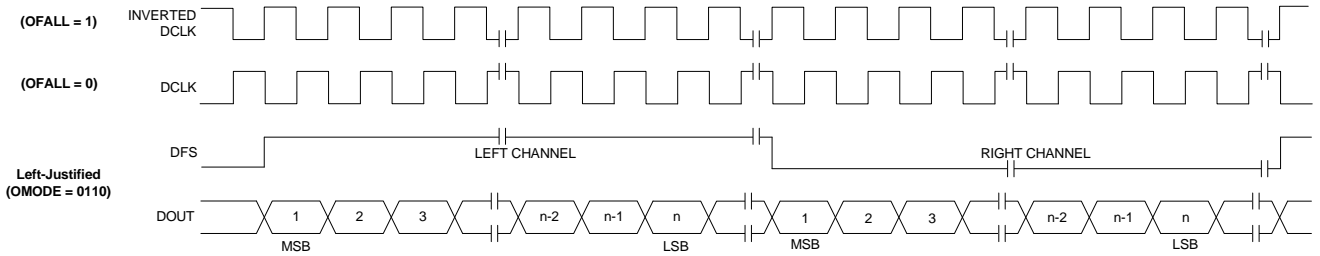 (OFALL = 1)
INVERTED
DCLK
(OFALL = 0)
DCLK
DFS
LEFT CHANNEL
RIGHT CHANNEL
Left-Justified
(OMODE = 0110)
DOUT
1 2 3 n-2 n-1 n 1 2 3 n-2 n-1 n
MSB LSB MSB LSB